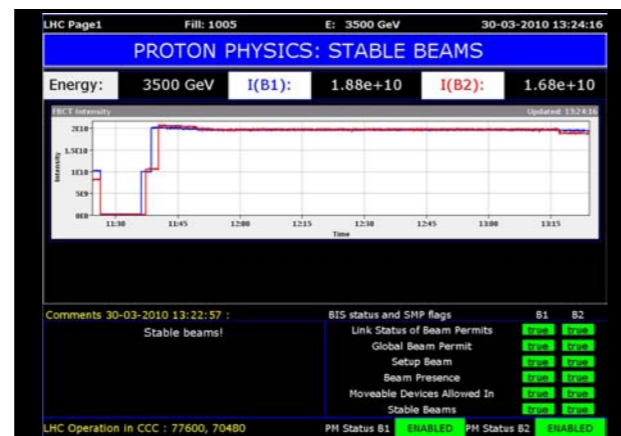 LHC Page1 Fill: 1005 E: 3500 GeV 30-03-2010 13:24:16
PROTON PHYSICS: STABLE BEAMS
Energy: 3500 GeV I(B1): 1.88e+10 I(B2): 1.68e+10
FBCT Intensity Updated: 13:24:16
2E10
1.5E10
1E10
5E9
0E0
Intensity
11:30 11:45 12:00 12:15 12:30 12:45 13:00 13:15
Time
Comments 30-03-2010 13:22:57 : BIS status and SMP flags B1 B2
Stable beams! Link Status of Beam Permits true true
Global Beam Permit true true
Setup Beam true true
Beam Presence true true
Moveable Devices Allowed In true true
Stable Beams true true
LHC Operation in CCC : 77600, 70480 PM Status B1 ENABLED PM Status B2 ENABLED